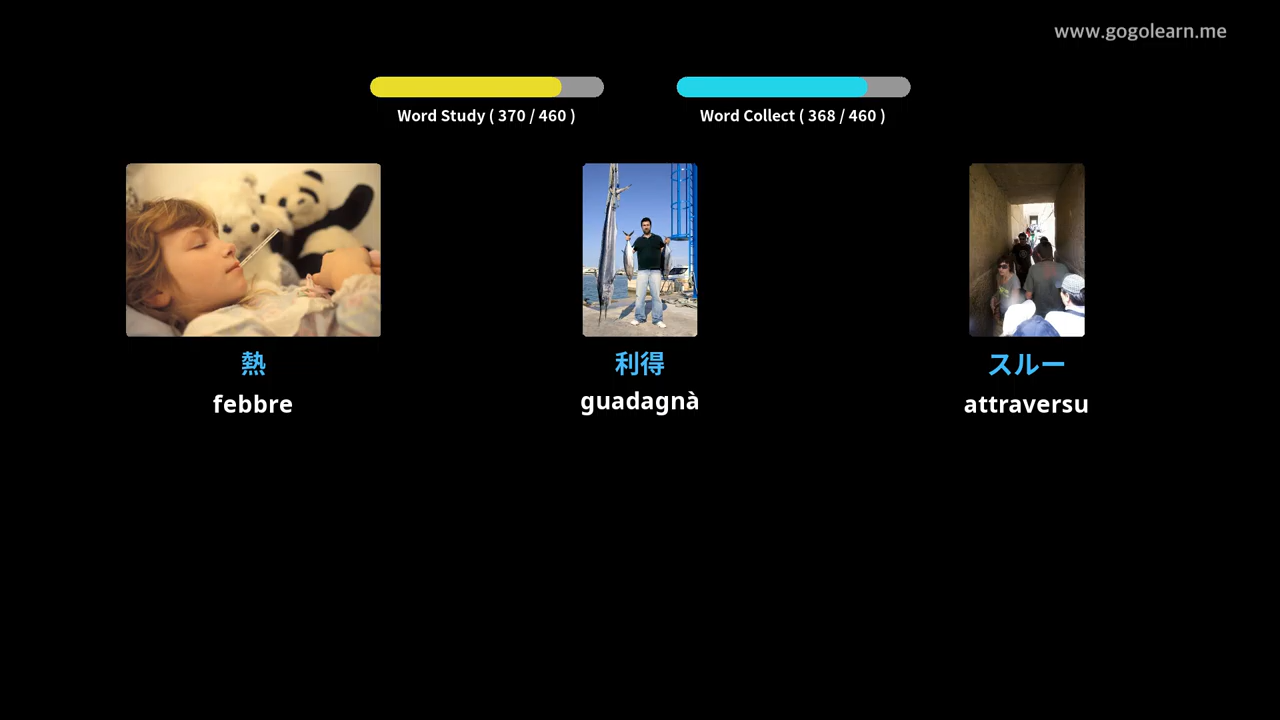 www.gogolearn.me
Word Study ( 370 / 460 )
Word Collect ( 368 / 460 )
熱
利得
スルー
febbre
guadagnà
attraversu